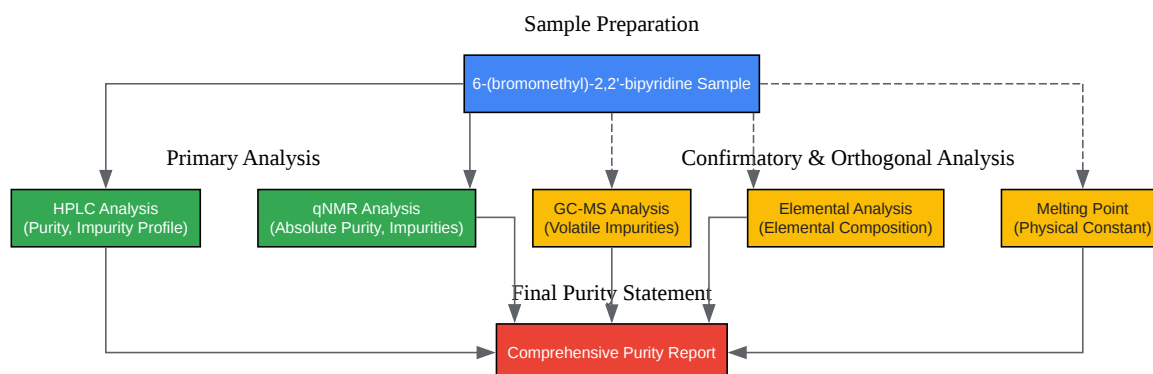 Sample Preparation
6-(bromomethyl)-2,2'-bipyridine Sample
Primary Analysis
Confirmatory & Orthogonal Analysis
HPLC Analysis
(Purity, Impurity Profile)
qNMR Analysis
(Absolute Purity, Impurities)
GC-MS Analysis
(Volatile Impurities)
Elemental Analysis
(Elemental Composition)
Melting Point
(Physical Constant)
Final Purity Statement
Comprehensive Purity Report